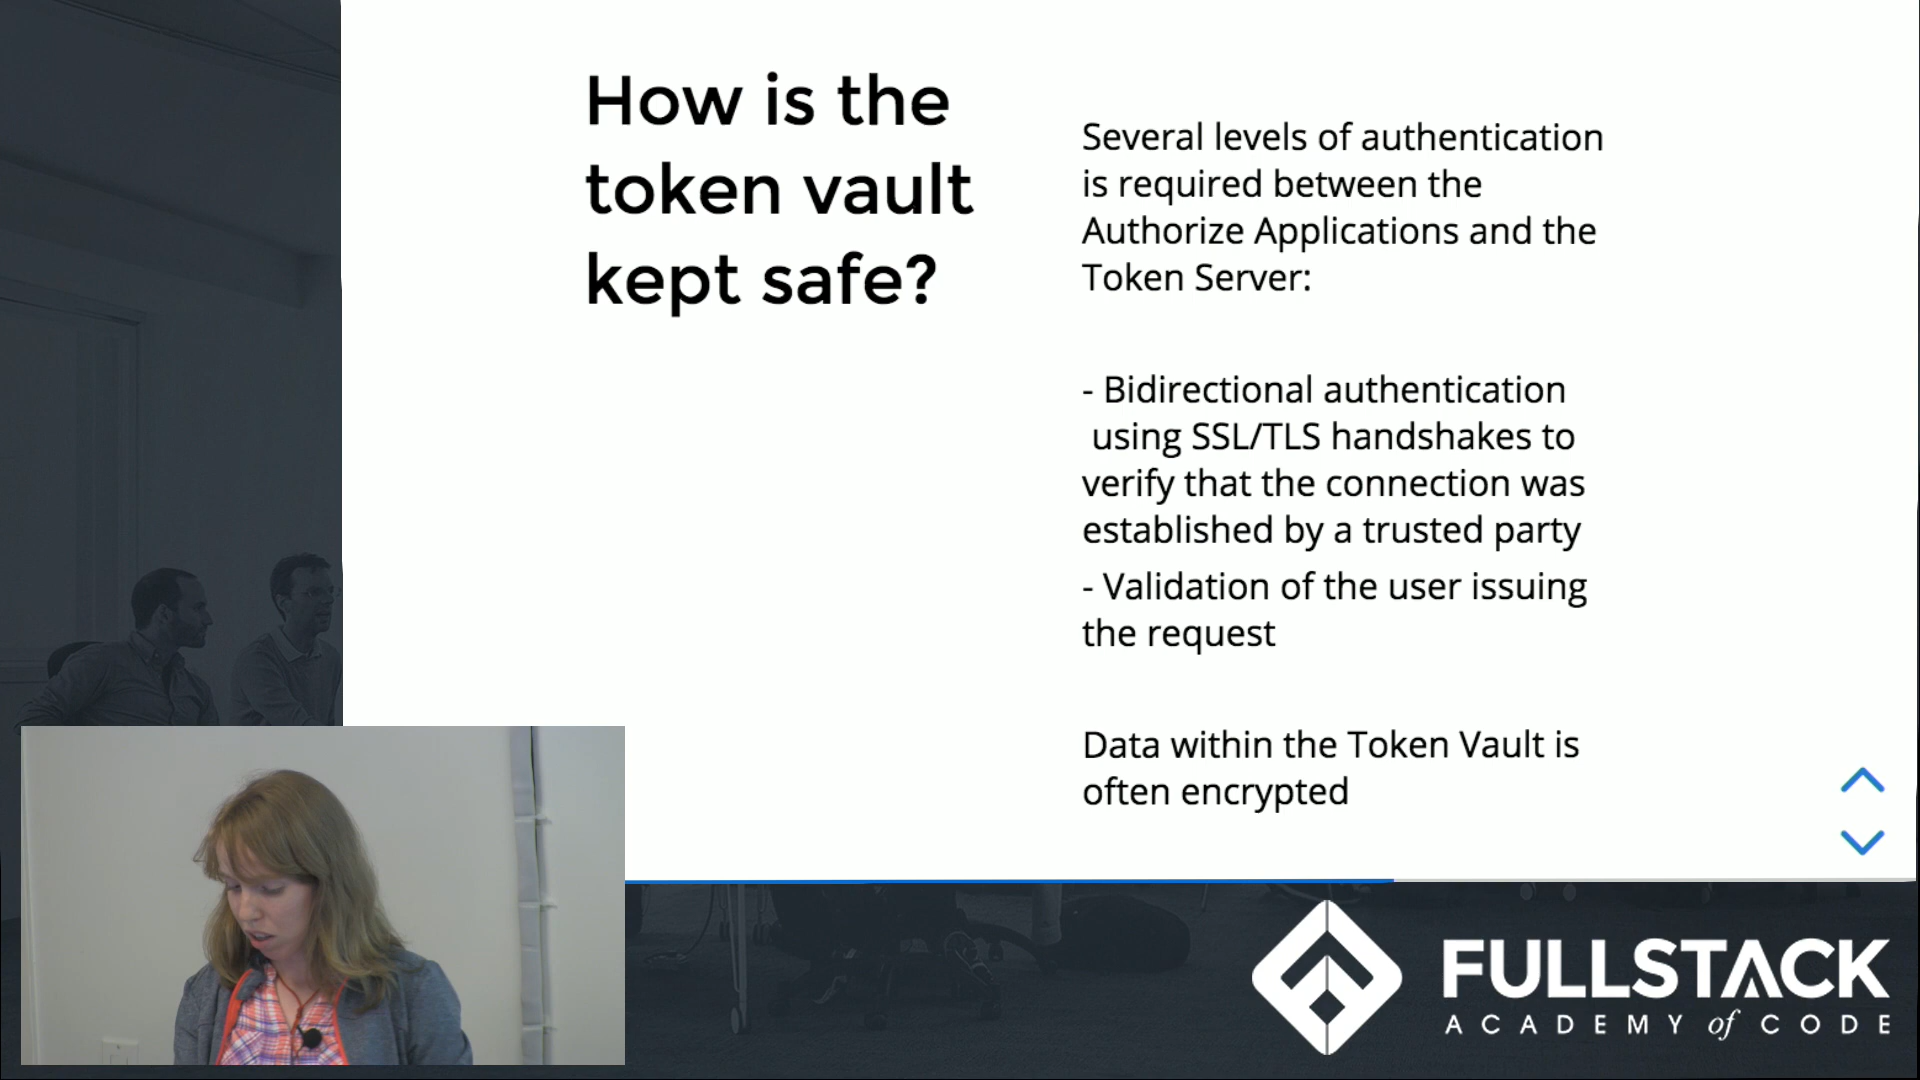 How is the
token vault
kept safe?
Several levels of authentication
is required between the
Authorize Applications and the
Token Server:
- Bidirectional authentication
using SSL/TLS handshakes to
verify that the connection was
established by a trusted party
- Validation of the user issuing
the request
Data within the Token Vault is
often encrypted
FULLSTACK
ACADEMY of CODE